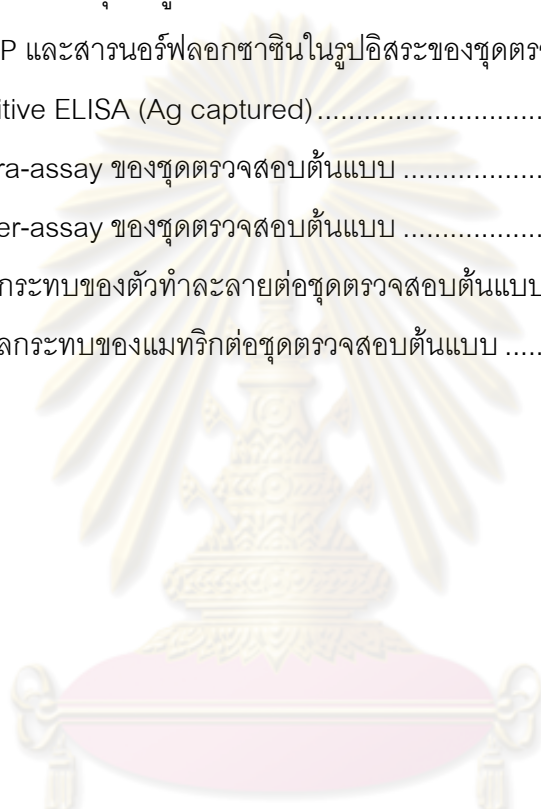 P และสารนอร์ฟลอกซาซินในรูปอิสระของชุดตร
itive ELISA (Ag captured)............................
ra-assay ของชุดตรวจสอบต้นแบบ ..................
er-assay ของชุดตรวจสอบต้นแบบ ..................
กระทบของตัวทำละลายต่อชุดตรวจสอบต้นแบบ
ลกระทบของแมทริกต่อชุดตรวจสอบต้นแบบ .....